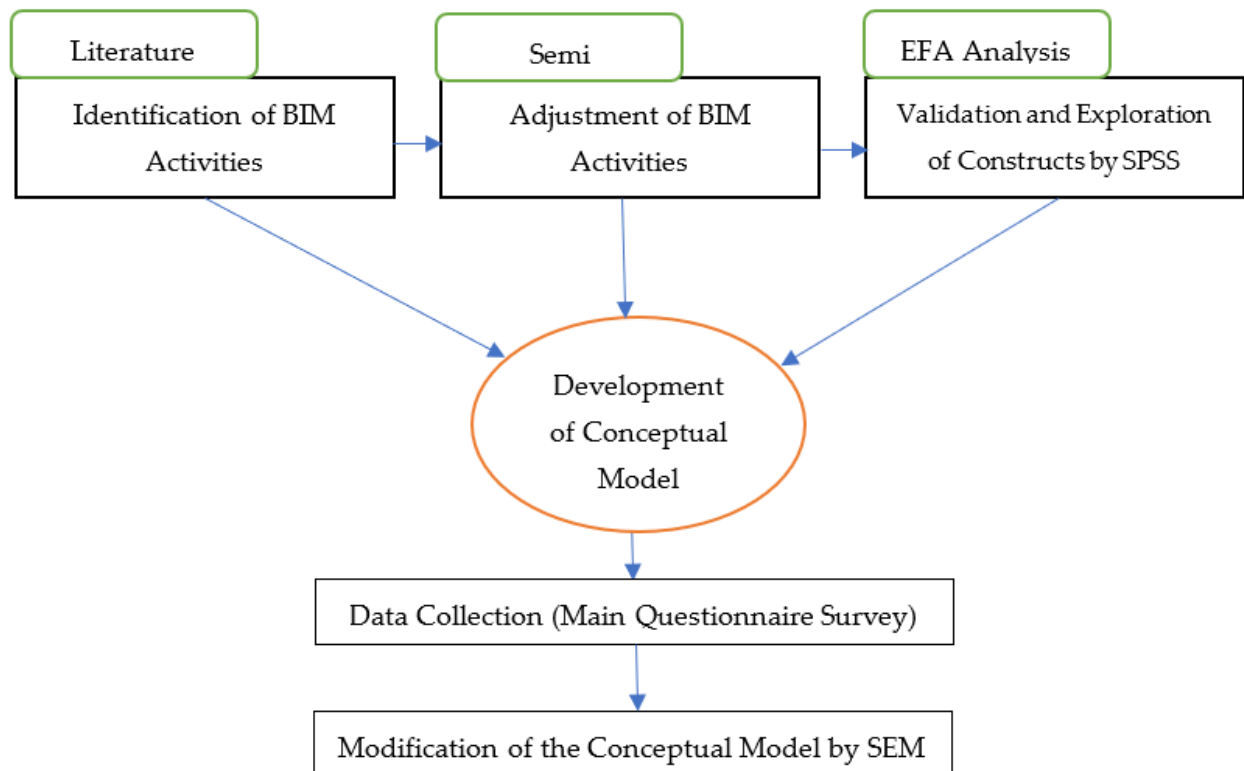 Literature
Identification of BIM
Activities
Semi
Adjustment of BIM
Activities
EFA Analysis
Validation and Exploration
of Constructs by SPSS
Development
of Conceptual
Model
Data Collection (Main Questionnaire Survey)
Modification of the Conceptual Model by SEM